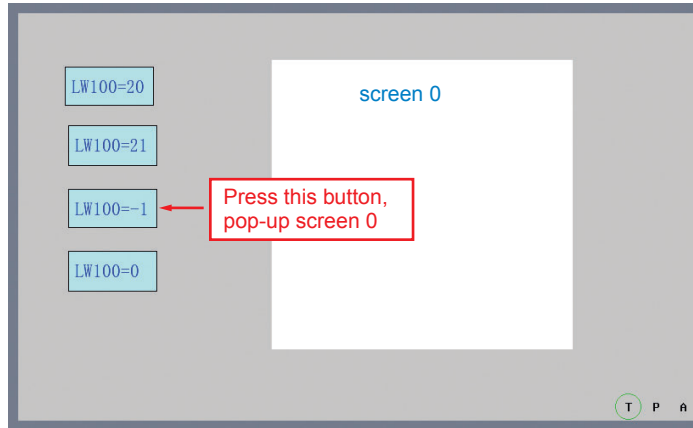 LW100=20
screen 0
LW100=21
LW100=-1
Press this button,
pop-up screen 0
LW100=0
T P A